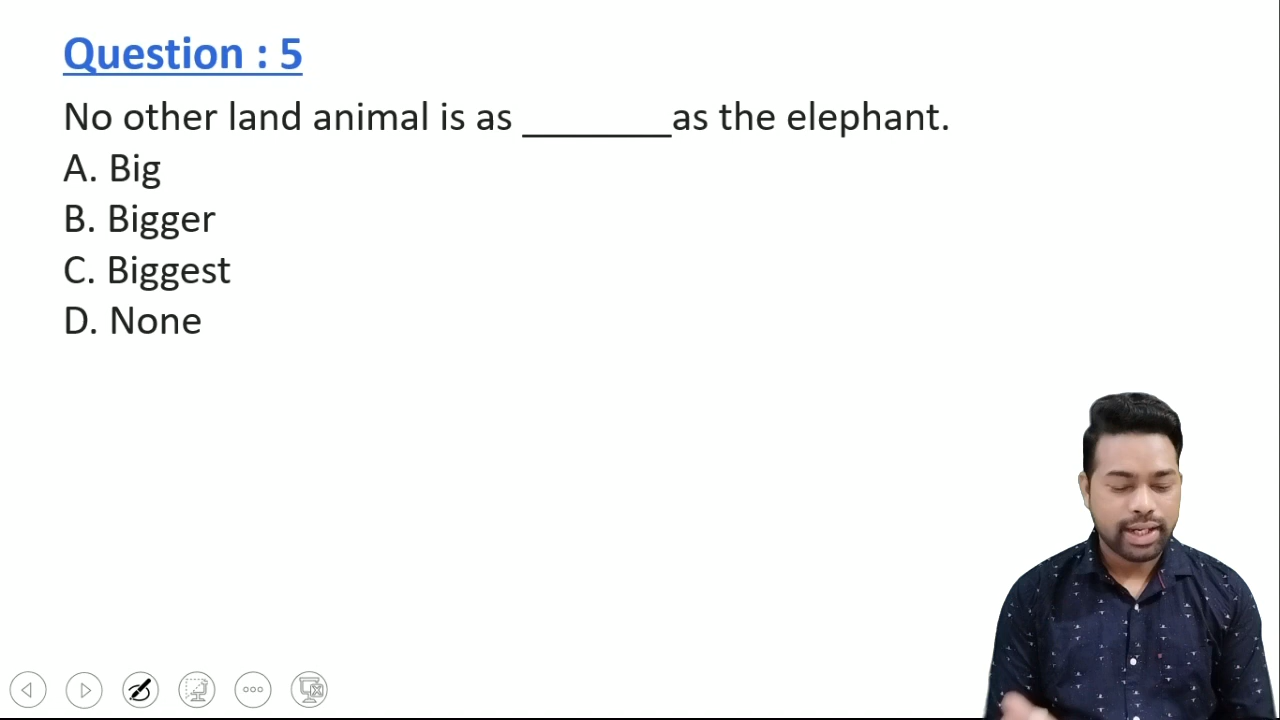 Question : 5
No other land animal is as ________as the elephant.
A. Big
B. Bigger
C. Biggest
D. None